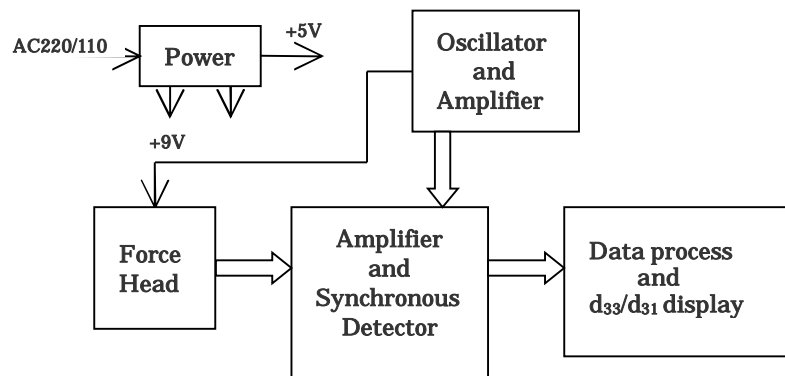 AC220/110
Power
+5V
+9V
Oscillator
and
Amplifier
Force
Head
Amplifier
and
Synchronous
Detector
Data process
and
d₃₃/d₃₁ display